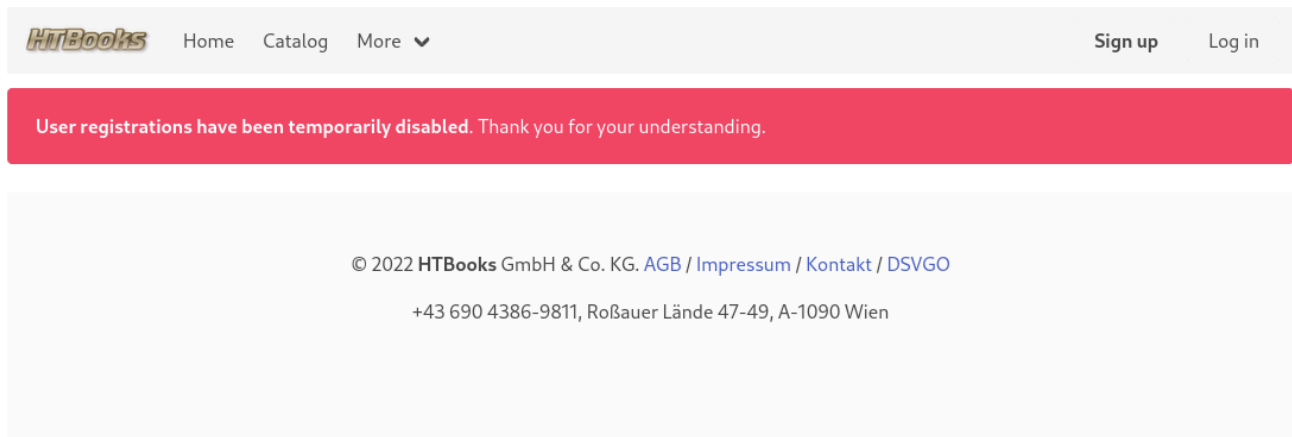 HTBooks Home Catalog More Sign up Log in
User registrations have been temporarily disabled. Thank you for your understanding.
© 2022 HTBooks GmbH & Co. KG. AGB / Impressum / Kontakt / DSVGO
+43 690 4386-9811, Roßauer Lände 47-49, A-1090 Wien